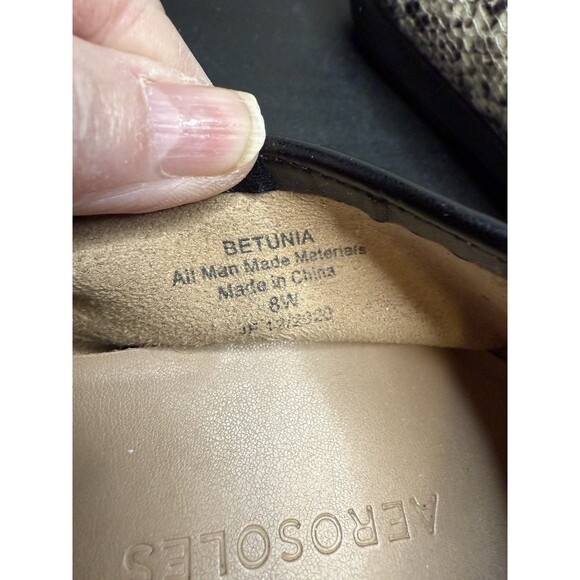 BETUNIA
All Man Made Materials
Made in China
8W
JF 12/2020
AEROSOLES